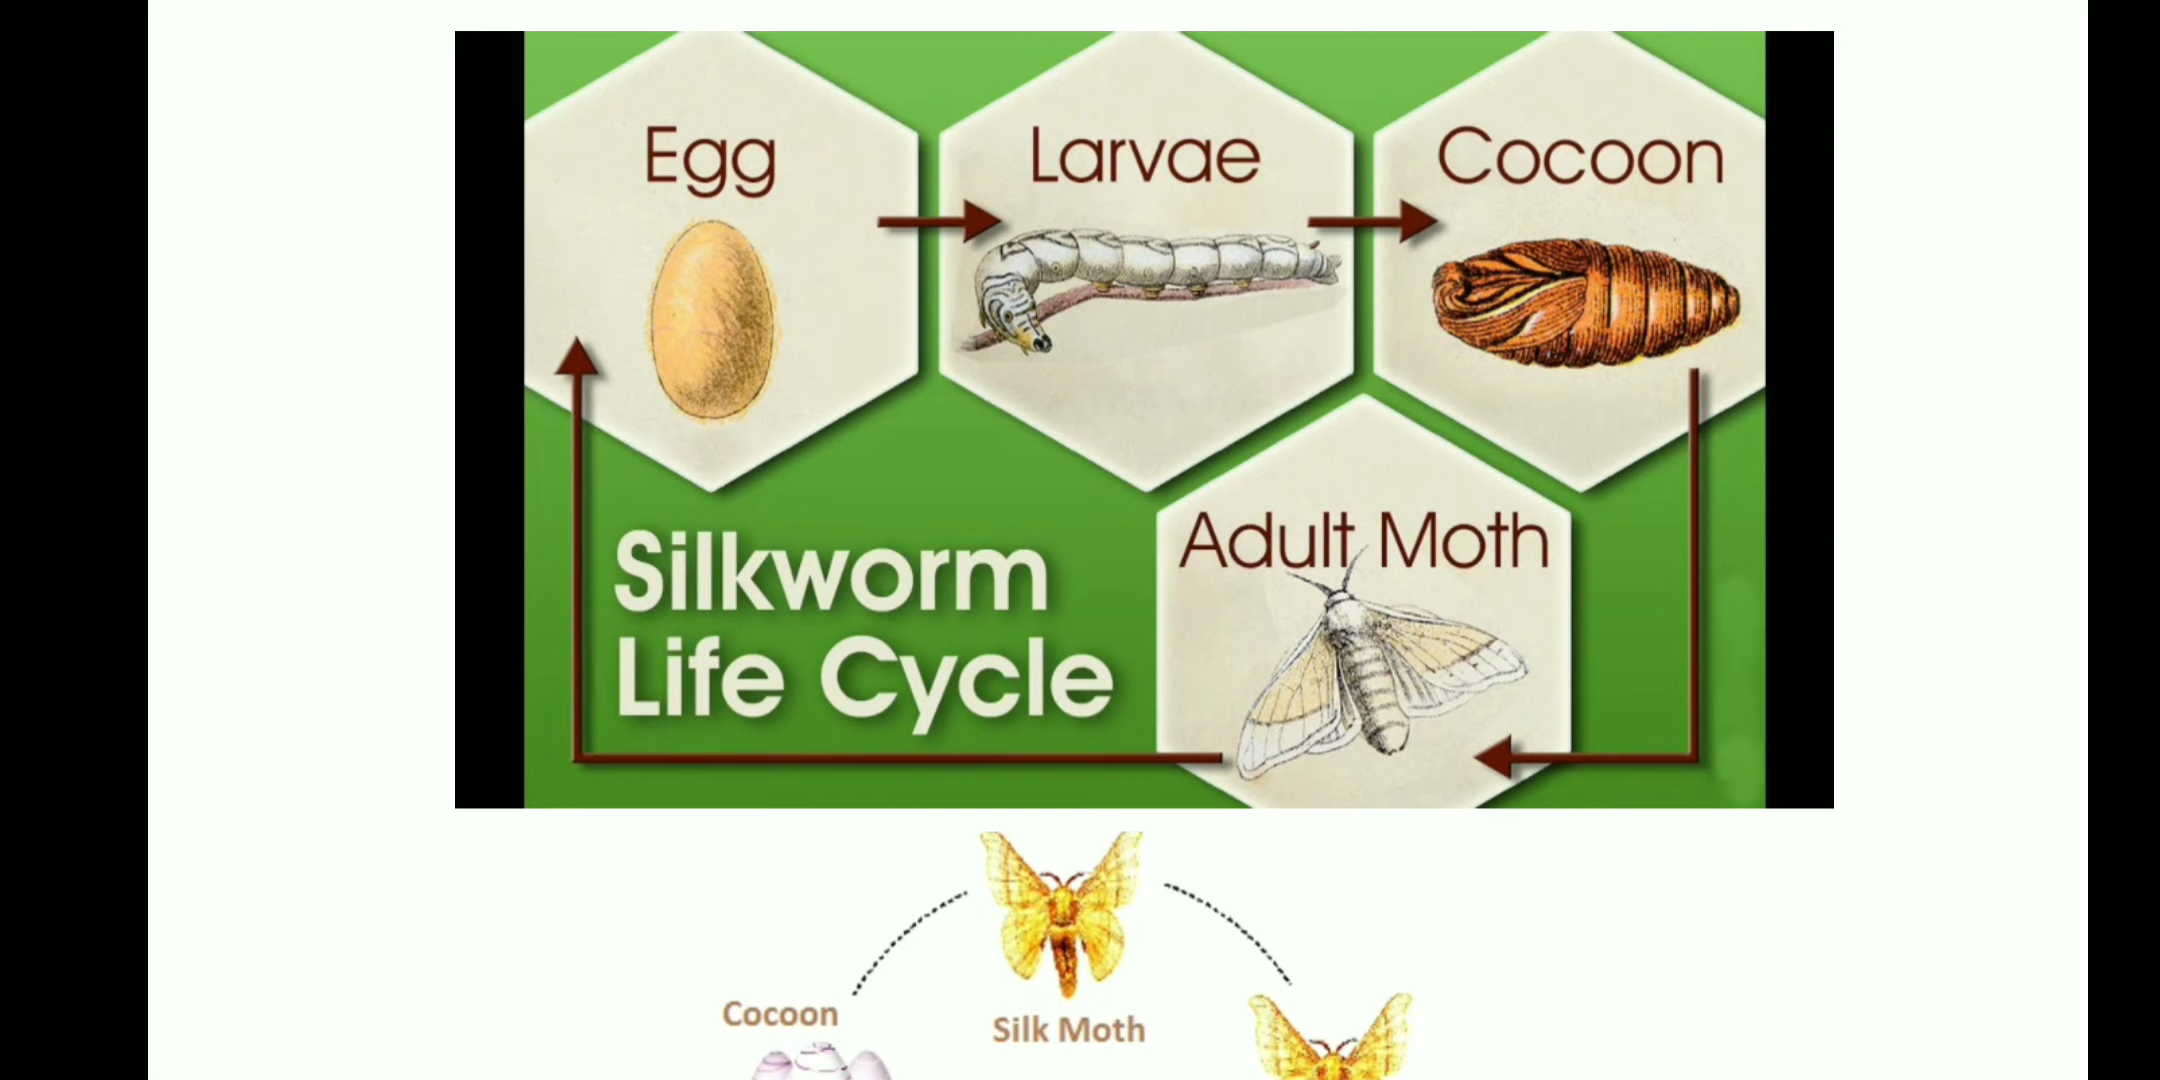 Egg
Larvae
Cocoon
Adult Moth
Silkworm
Life Cycle
Cocoon
Silk Moth